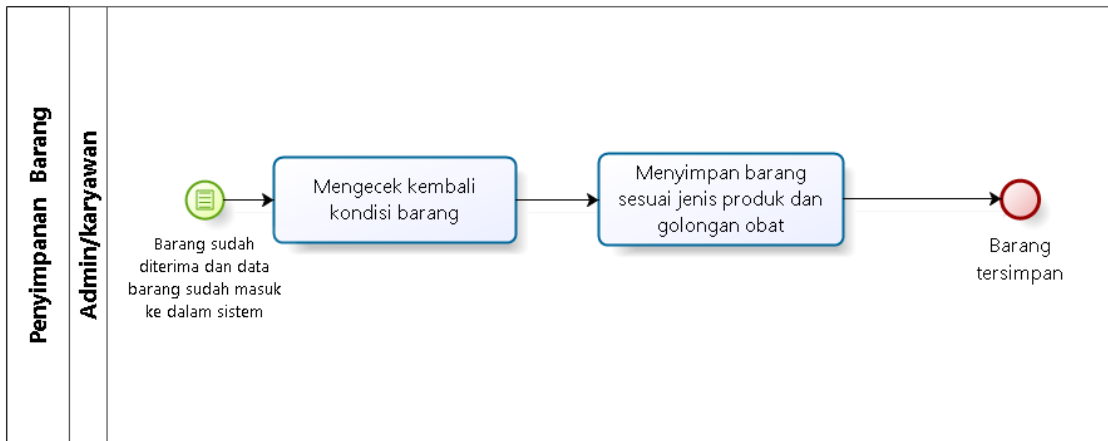 Penyimpanan Barang
Admin/karyawan
Barang sudah
diterima dan data
barang sudah masuk
ke dalam sistem
Mengecek kembali
kondisi barang
Menyimpan barang
sesuai jenis produk dan
golongan obat
Barang
tersimpan